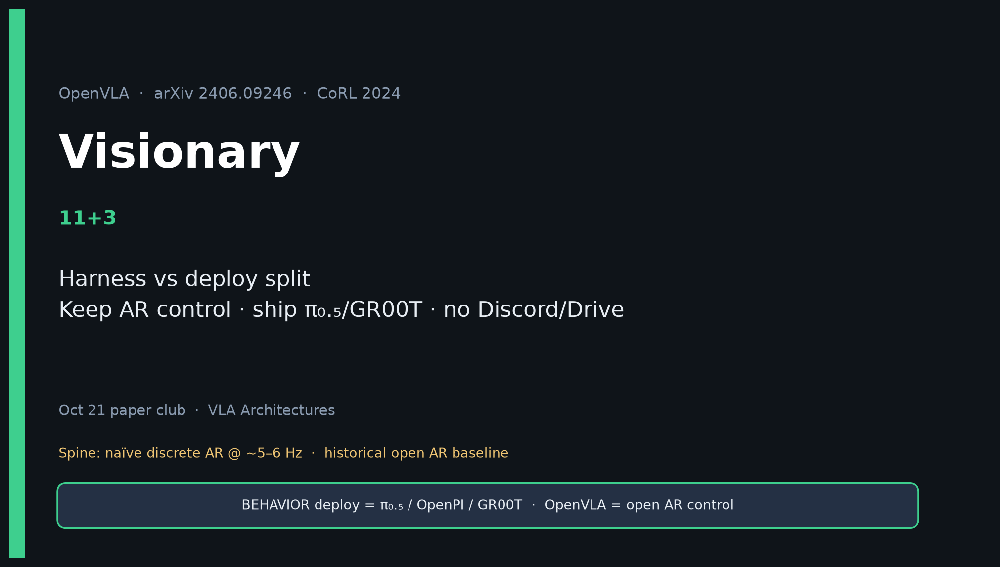 OpenVLA · arXiv 2406.09246 · CoRL 2024
Visionary
11+3
Harness vs deploy split
Keep AR control · ship π₀.₅/GR00T · no Discord/Drive
Oct 21 paper club · VLA Architectures
Spine: naïve discrete AR @ ~5–6 Hz · historical open AR baseline
BEHAVIOR deploy = π₀.₅ / OpenPI / GR00T · OpenVLA = open AR control